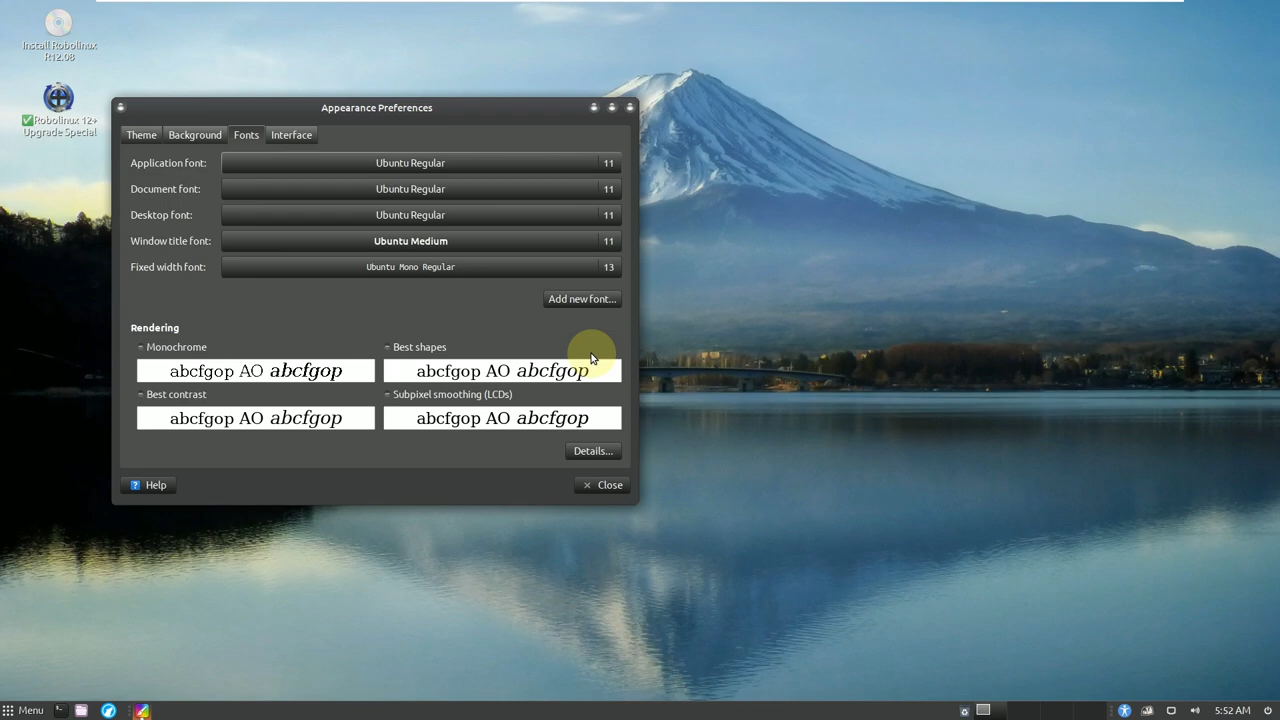 Install Robolinux
R12.08
✅Robolinux 12+
Upgrade Special
Appearance Preferences
Theme
Background
Fonts
Interface
Application font:
Ubuntu Regular
11
Document font:
Ubuntu Regular
11
Desktop font:
Ubuntu Regular
11
Window title font:
Ubuntu Medium
11
Fixed width font:
Ubuntu Mono Regular
13
Add new font...
Rendering
Monochrome
Best shapes
abcfgop AO abcfgop
abcfgop AO abcfgop
Best contrast
Subpixel smoothing (LCDs)
abcfgop AO abcfgop
abcfgop AO abcfgop
Details...
Help
Close
Menu
5:52 AM